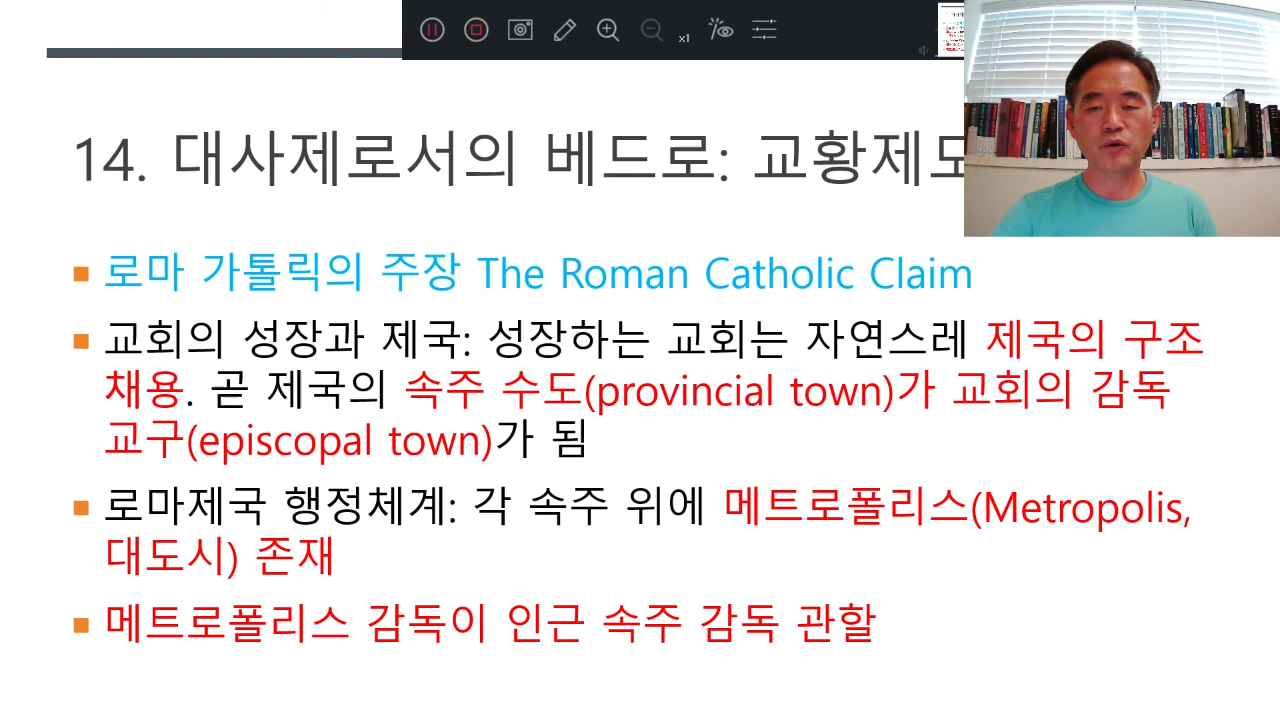 x1
14. 대사제로서의 베드로: 교황제도
로마 가톨릭의 주장 The Roman Catholic Claim
교회의 성장과 제국: 성장하는 교회는 자연스레 제국의 구조
채용. 곧 제국의 속주 수도(provincial town)가 교회의 감독
교구(episcopal town)가 됨
로마제국 행정체계: 각 속주 위에 메트로폴리스(Metropolis,
대도시) 존재
메트로폴리스 감독이 인근 속주 감독 관할